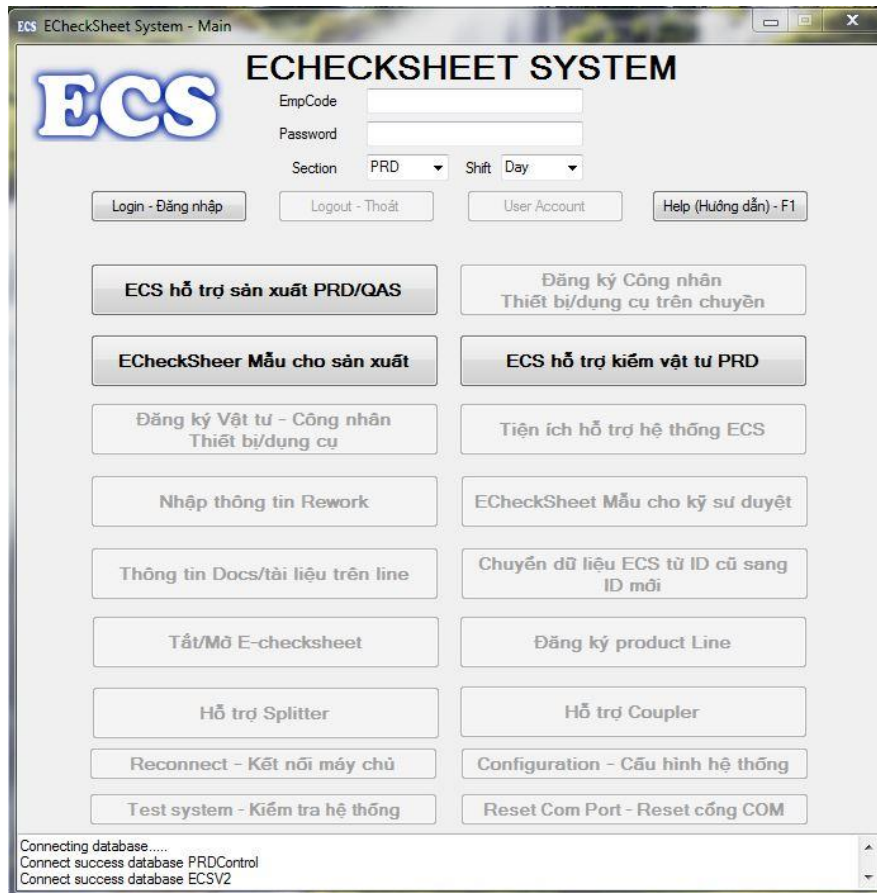 ECS ECheckSheet System - Main
ECS
ECHECKSHEET SYSTEM
EmpCode
Password
Section PRD Shift Day
Login - Đăng nhập Logout - Thoát User Account Help (Hướng dẫn) - F1
ECS hỗ trợ sản xuất PRD/QAS
Đăng ký Công nhân
Thiết bị/dụng cụ trên chuyền
ECheckSheer Mẫu cho sản xuất
ECS hỗ trợ kiểm vật tư PRD
Đăng ký Vật tư - Công nhân
Thiết bị/dụng cụ
Tiện ích hỗ trợ hệ thống ECS
Nhập thông tin Rework
ECheckSheet Mẫu cho kỹ sư duyệt
Thông tin Docs/tài liệu trên line
Chuyển dữ liệu ECS từ ID cũ sang
ID mới
Tắt/Mở E-checksheet
Đăng ký product Line
Hỗ trợ Splitter
Hỗ trợ Coupler
Reconnect - Kết nối máy chủ
Configuration - Cấu hình hệ thống
Test system - Kiểm tra hệ thống
Reset Com Port - Reset cổng COM
Connecting database.....
Connect success database PRDControl
Connect success database ECSV2